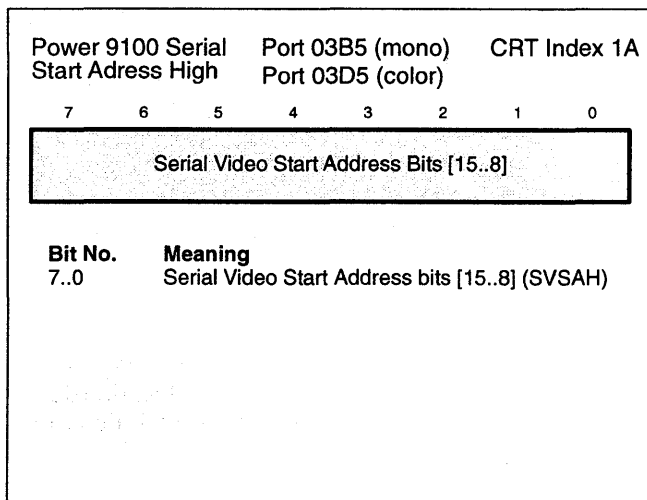 Power 9100 Serial Port 03B5 (mono) CRT Index 1A
Start Adress High Port 03D5 (color)
7 6 5 4 3 2 1 0
Serial Video Start Address Bits [15..8]
Bit No. Meaning
7..0 Serial Video Start Address bits [15..8] (SVSAH)